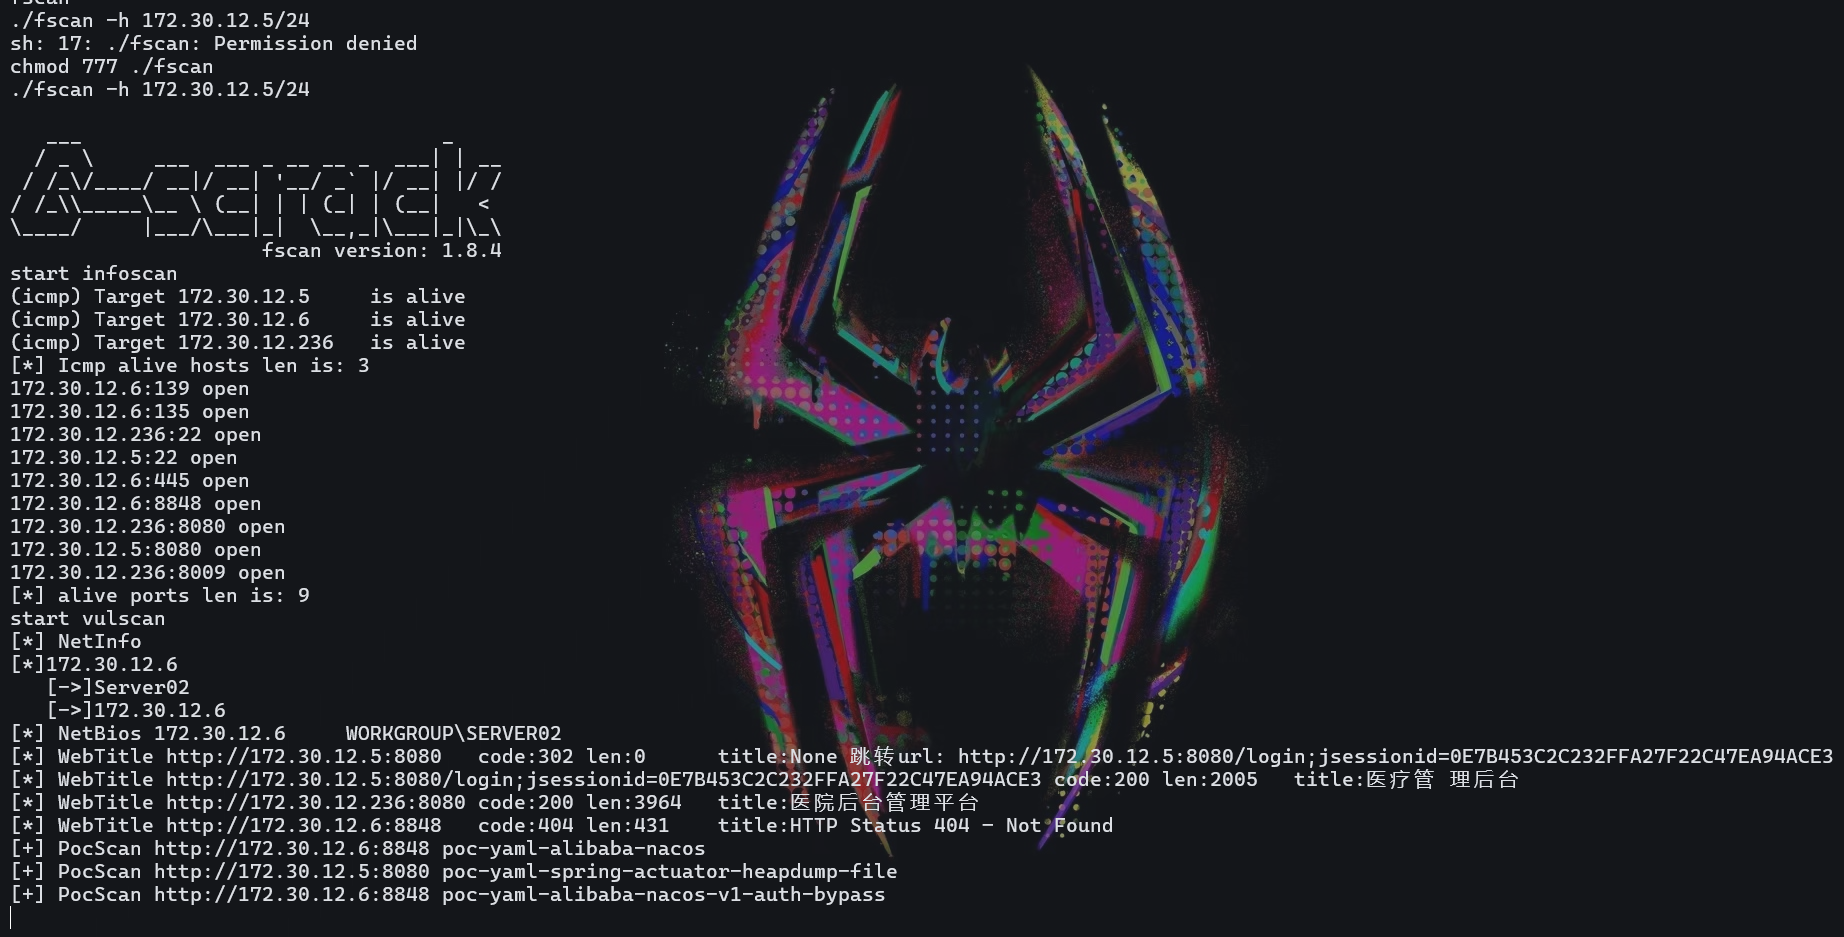 fscan
./fscan -h 172.30.12.5/24
sh: 17: ./fscan: Permission denied
chmod 777 ./fscan
./fscan -h 172.30.12.5/24
fscan version: 1.8.4
start infoscan
(icmp) Target 172.30.12.5     is alive
(icmp) Target 172.30.12.6     is alive
(icmp) Target 172.30.12.236   is alive
[*] Icmp alive hosts len is: 3
172.30.12.6:139 open
172.30.12.6:135 open
172.30.12.236:22 open
172.30.12.5:22 open
172.30.12.6:445 open
172.30.12.6:8848 open
172.30.12.236:8080 open
172.30.12.5:8080 open
172.30.12.236:8009 open
[*] alive ports len is: 9
start vulscan
[*] NetInfo
[*]172.30.12.6
   [->]Server02
   [->]172.30.12.6
[*] NetBios 172.30.12.6     WORKGROUP\SERVER02
[*] WebTitle http://172.30.12.5:8080   code:302 len:0      title:None 跳转url: http://172.30.12.5:8080/login;jsessionid=0E7B453C2C232FFA27F22C47EA94ACE3
[*] WebTitle http://172.30.12.5:8080/login;jsessionid=0E7B453C2C232FFA27F22C47EA94ACE3 code:200 len:2005   title:医疗管 理后台
[*] WebTitle http://172.30.12.236:8080 code:200 len:3964   title:医院后台管理平台
[*] WebTitle http://172.30.12.6:8848   code:404 len:431    title:HTTP Status 404 – Not Found
[+] PocScan http://172.30.12.6:8848 poc-yaml-alibaba-nacos
[+] PocScan http://172.30.12.5:8080 poc-yaml-spring-actuator-heapdump-file
[+] PocScan http://172.30.12.6:8848 poc-yaml-alibaba-nacos-v1-auth-bypass